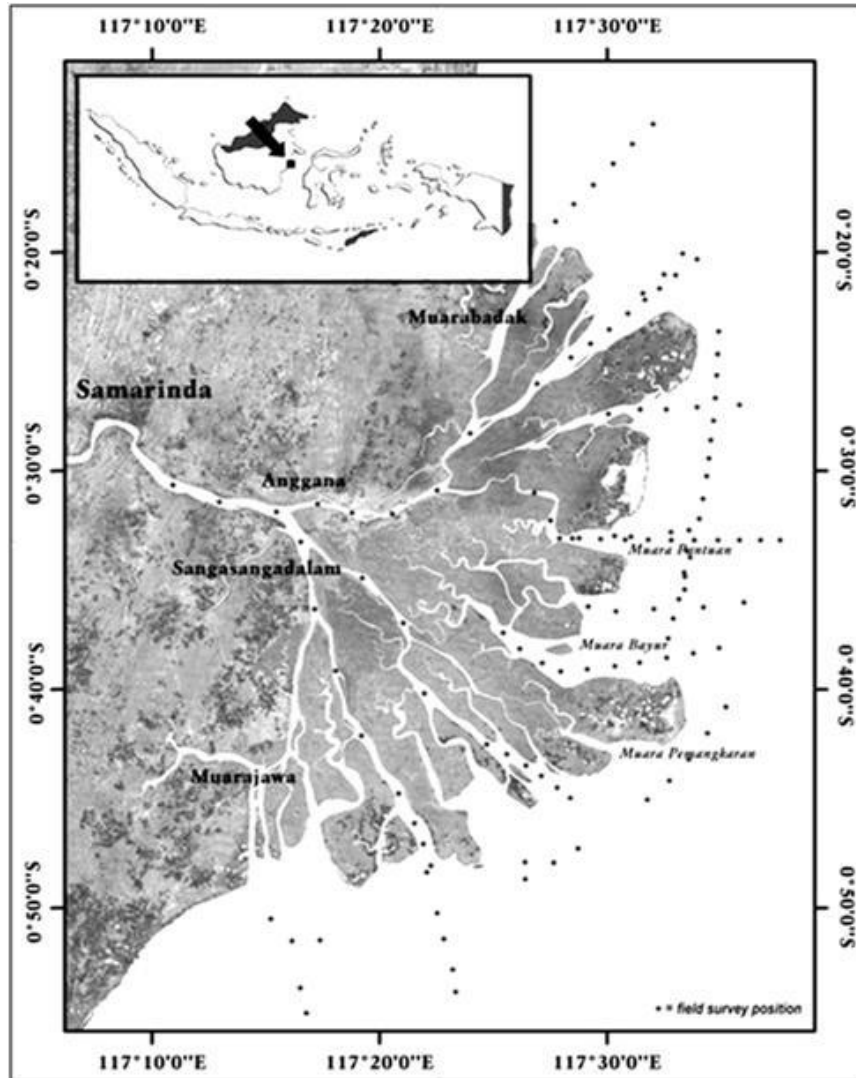 117°10'0"E 117°20'0"E 117°30'0"E
0°20'0"S 0°20'0"S
Muarabadak
Samarinda
0°30'0"S 0°30'0"S
Anggana
Muara Pantuan
Sangasangadalam
Muara Bayur
0°40'0"S 0°40'0"S
Muara Pemangkaran
Muarajawa
0°50'0"S 0°50'0"S
• = field survey position
117°10'0"E 117°20'0"E 117°30'0"E